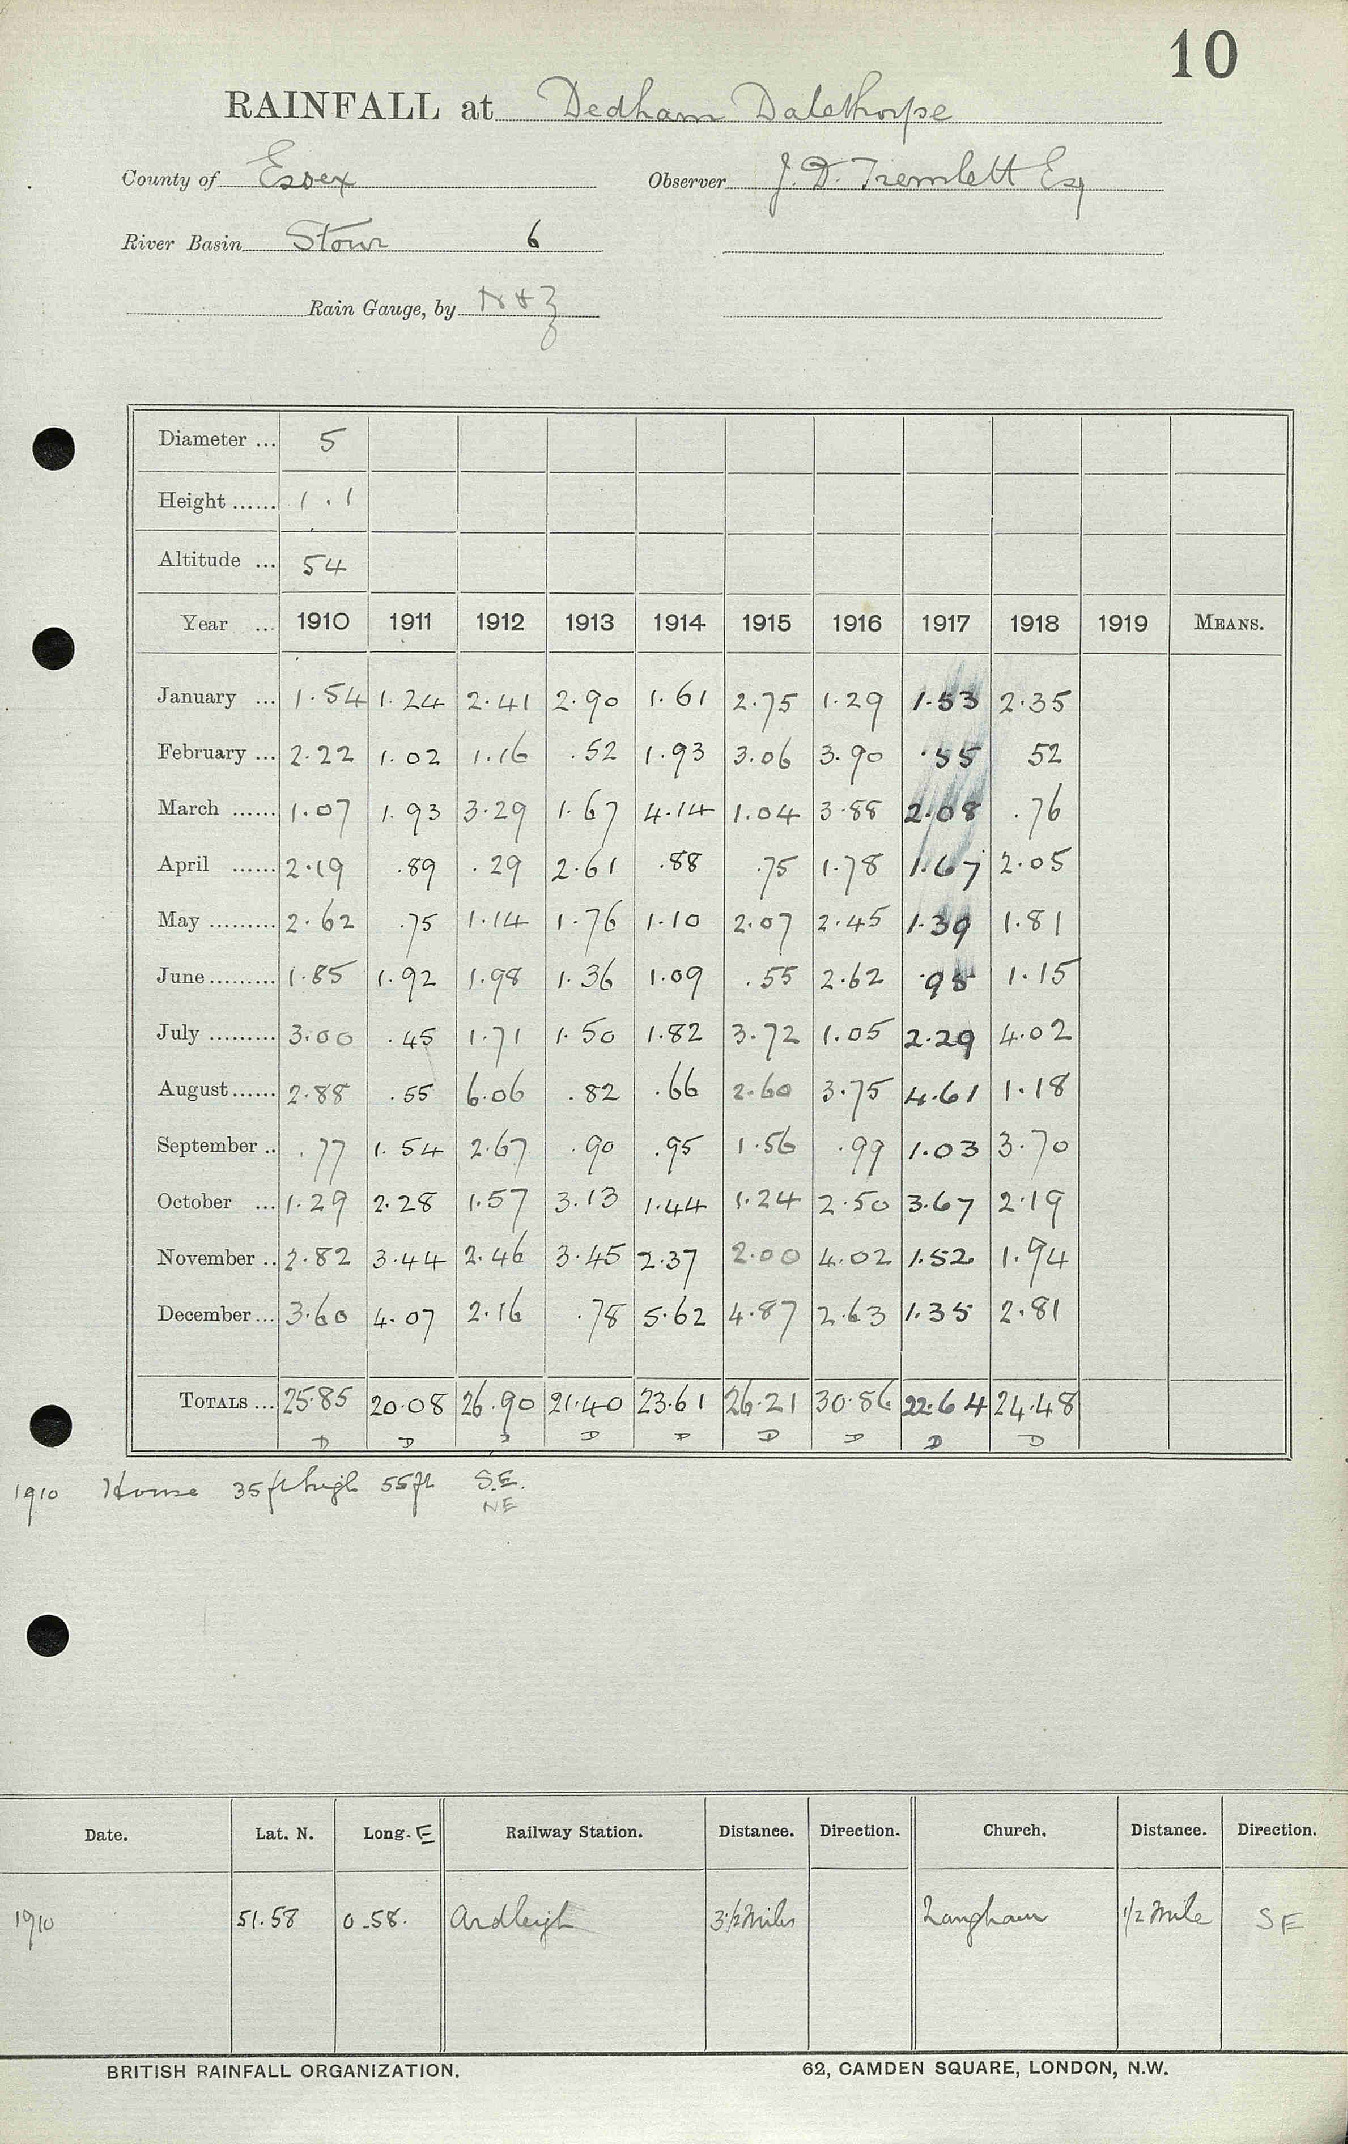 10
RAINFALL at Dedham Dalethorpe
County of Essex Observer J. D. Tremlett Esq
River Basin Stour 6
Rain Gauge, by N & Z
Diameter ... 5
Height ...... 1.1
Altitude ... 54
Year ... 1910 1911 1912 1913 1914 1915 1916 1917 1918 1919 MEANS.
January ... 1.54 1.24 2.41 2.90 1.61 2.75 1.29 1.53 2.35
February ... 2.22 1.02 1.16 .52 1.93 3.06 3.90 .55 52
March ...... 1.07 1.93 3.29 1.67 4.14 1.04 3.88 2.08 .76
April ...... 2.19 .89 .29 2.61 .88 .75 1.78 1.67 2.05
May ......... 2.62 .75 1.14 1.76 1.10 2.07 2.45 1.39 1.81
June ......... 1.85 1.92 1.98 1.36 1.09 .55 2.62 .95 1.15
July ......... 3.00 .45 1.71 1.50 1.82 3.72 1.05 2.29 4.02
August ...... 2.88 .55 6.06 .82 .66 2.60 3.75 4.61 1.18
September .. .77 1.54 2.67 .90 .95 1.56 .99 1.03 3.70
October ... 1.29 2.28 1.57 3.13 1.44 1.24 2.50 3.67 2.19
November .. 2.82 3.44 2.46 3.45 2.37 2.00 4.02 1.52 1.94
December ... 3.60 4.07 2.16 .78 5.62 4.87 2.63 1.35 2.81
TOTALS ... 25.85 20.08 26.90 21.40 23.61 26.21 30.86 22.64 24.48
D D D D D D D D D
1910 House 35 ft high 55 ft S.E.
NE
Date. Lat. N. Long. E Railway Station. Distance. Direction. Church. Distance. Direction.
1910 51.58 0.58. Ardleigh 3½ Miles Langham ½ Mile SE
BRITISH RAINFALL ORGANIZATION. 62, CAMDEN SQUARE, LONDON, N.W.